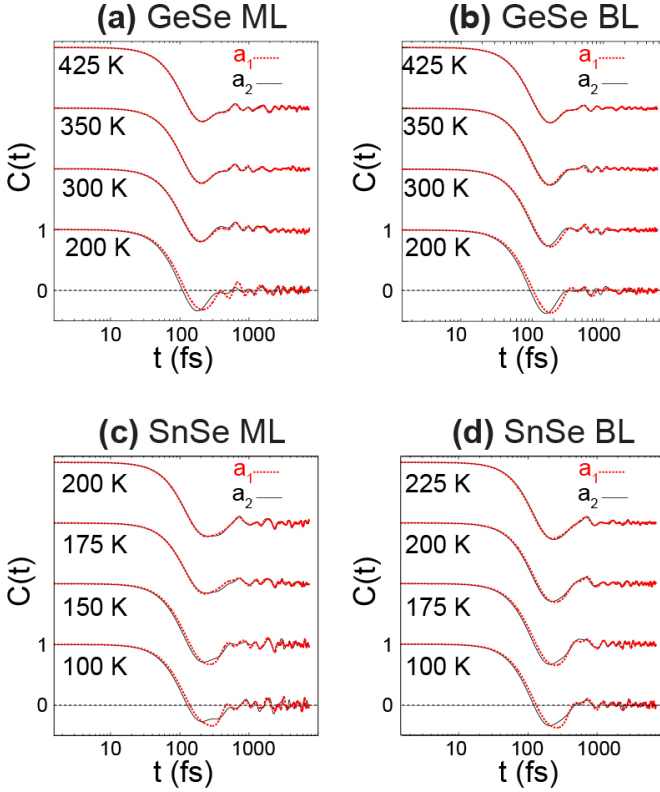 (a) GeSe ML
a1
a2
425 K
350 K
300 K
1
200 K
0
C(t)
10
100
1000
t (fs)
(b) GeSe BL
a1
a2
425 K
350 K
300 K
1
200 K
0
C(t)
10
100
1000
t (fs)
(c) SnSe ML
a1
a2
200 K
175 K
150 K
1
100 K
0
C(t)
10
100
1000
t (fs)
(d) SnSe BL
a1
a2
225 K
200 K
175 K
1
100 K
0
C(t)
10
100
1000
t (fs)